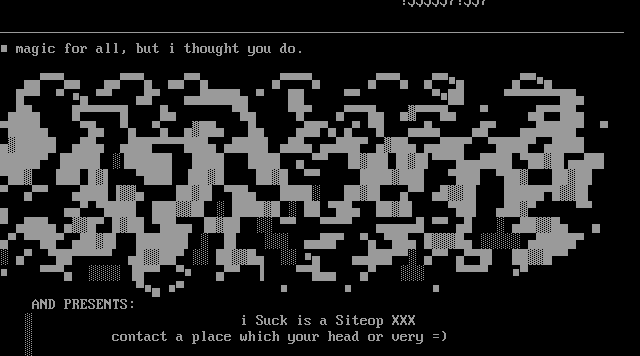 ■ magic for all, but i thought you do.
AND PRESENTS:
i Suck is a Siteop XXX
contact a place which your head or very =)